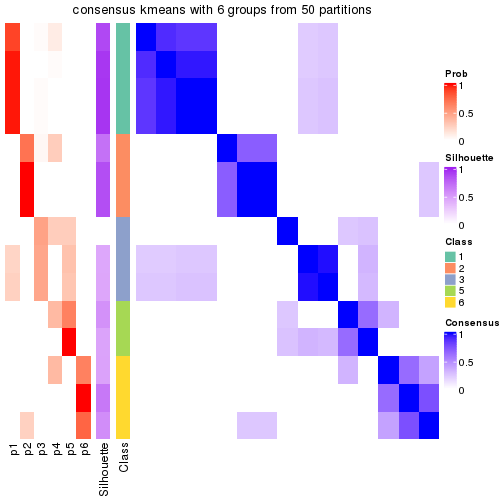 consensus kmeans with 6 groups from 50 partitions
Prob
1
0.5
0
Silhouette
1
0.5
0
Class
1
2
3
5
6
Consensus
1
0.5
0
p1
p2
p3
p4
p5
p6
Silhouette
Class